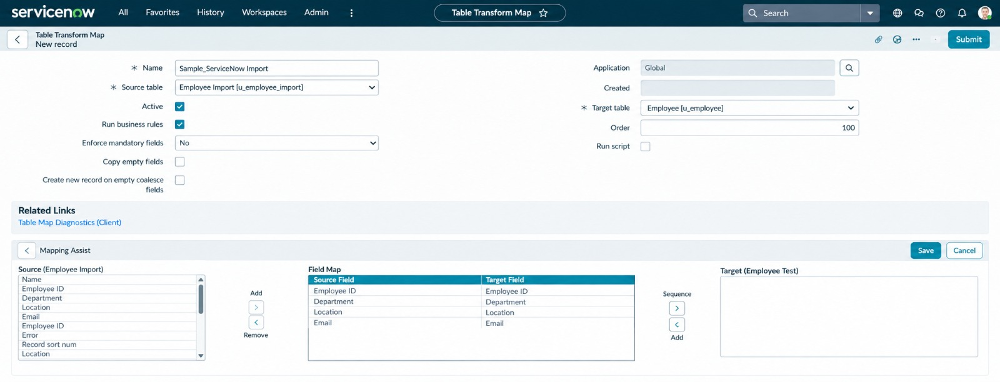 servicenow All Favorites History Workspaces Admin Table Transform Map Search
Table Transform Map
New record
Submit
Name Sample_ServiceNow Import
Source table Employee Import [u_employee_import]
Active
Run business rules
Enforce mandatory fields No
Copy empty fields
Create new record on empty coalesce
fields
Application Global
Created
Target table Employee [u_employee]
Order 100
Run script
Related Links
Table Map Diagnostics (Client)
Mapping Assist
Save Cancel
Source (Employee Import)
Name
Employee ID
Department
Location
Email
Employee ID
Error
Record sort num
Location
Add
Remove
Field Map
Source Field Target Field
Employee ID Employee ID
Department Department
Location Location
Email Email
Sequence
Add
Target (Employee Test)